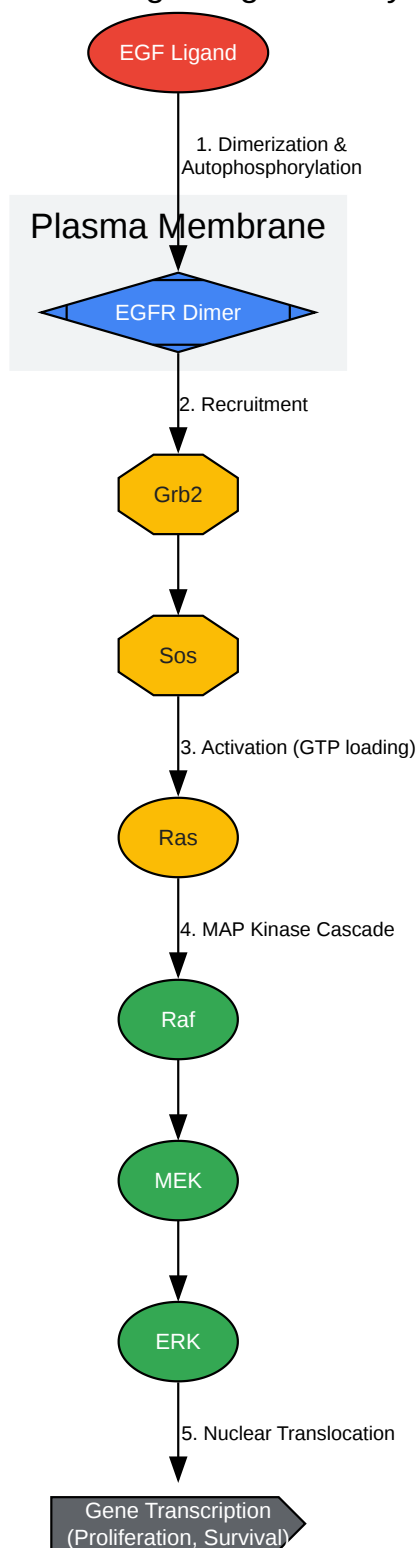 EGF Ligand
1. Dimerization &
Autophosphorylation
Plasma Membrane
EGFR Dimer
2. Recruitment
Grb2
Sos
3. Activation (GTP loading)
Ras
4. MAP Kinase Cascade
Raf
MEK
ERK
5. Nuclear Translocation
Gene Transcription
(Proliferation, Survival)